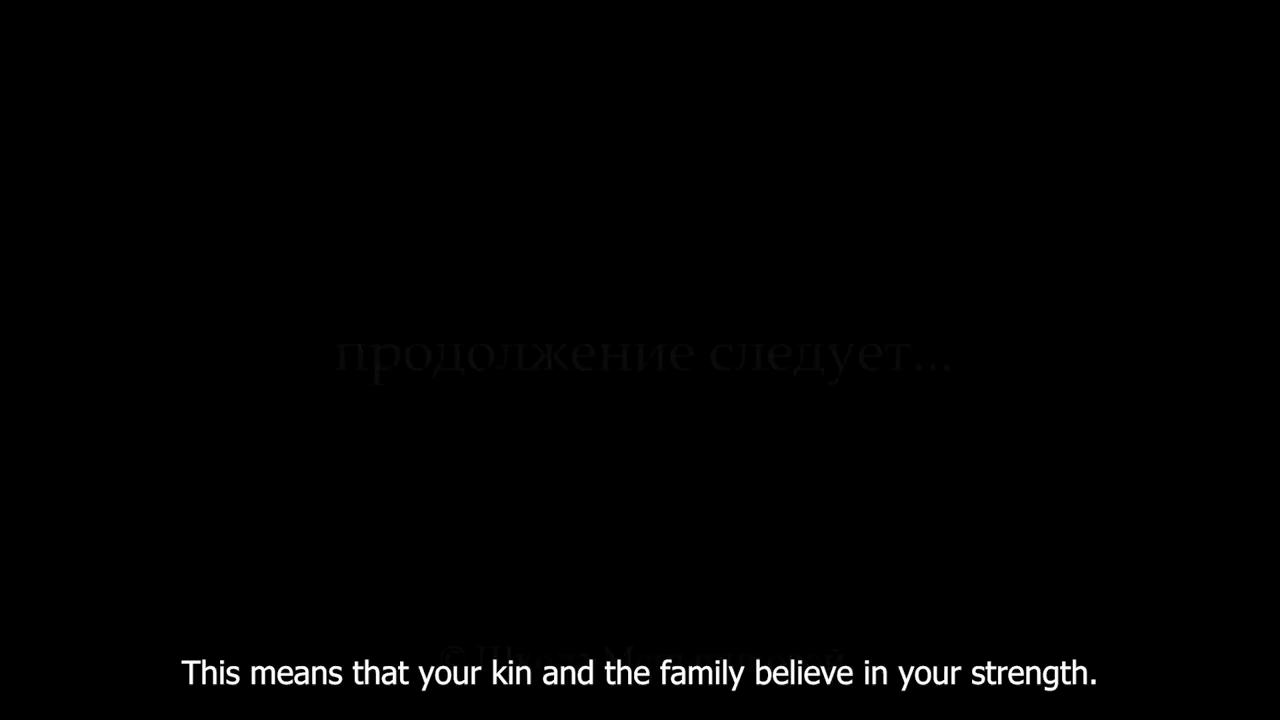 продолжение следует...
This means that your kin and the family believe in your strength.